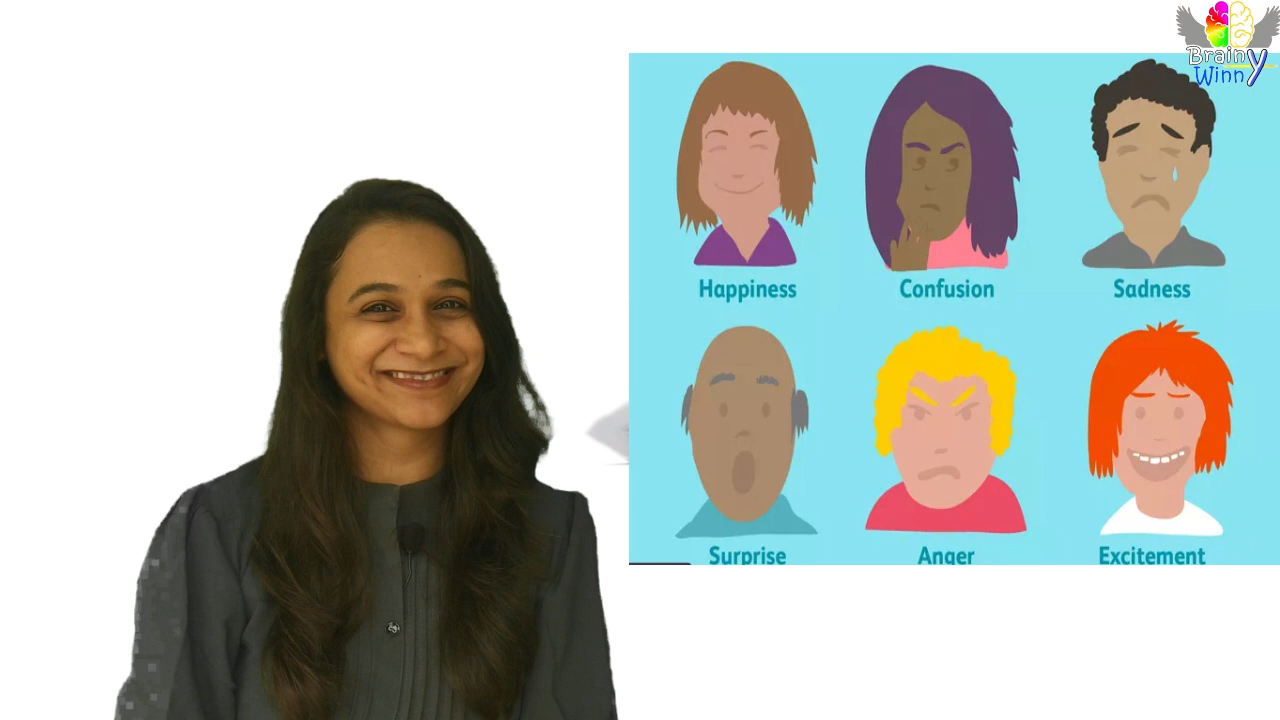 Brainy
Winny
Happiness
Confusion
Sadness
Surprise
Anger
Excitement